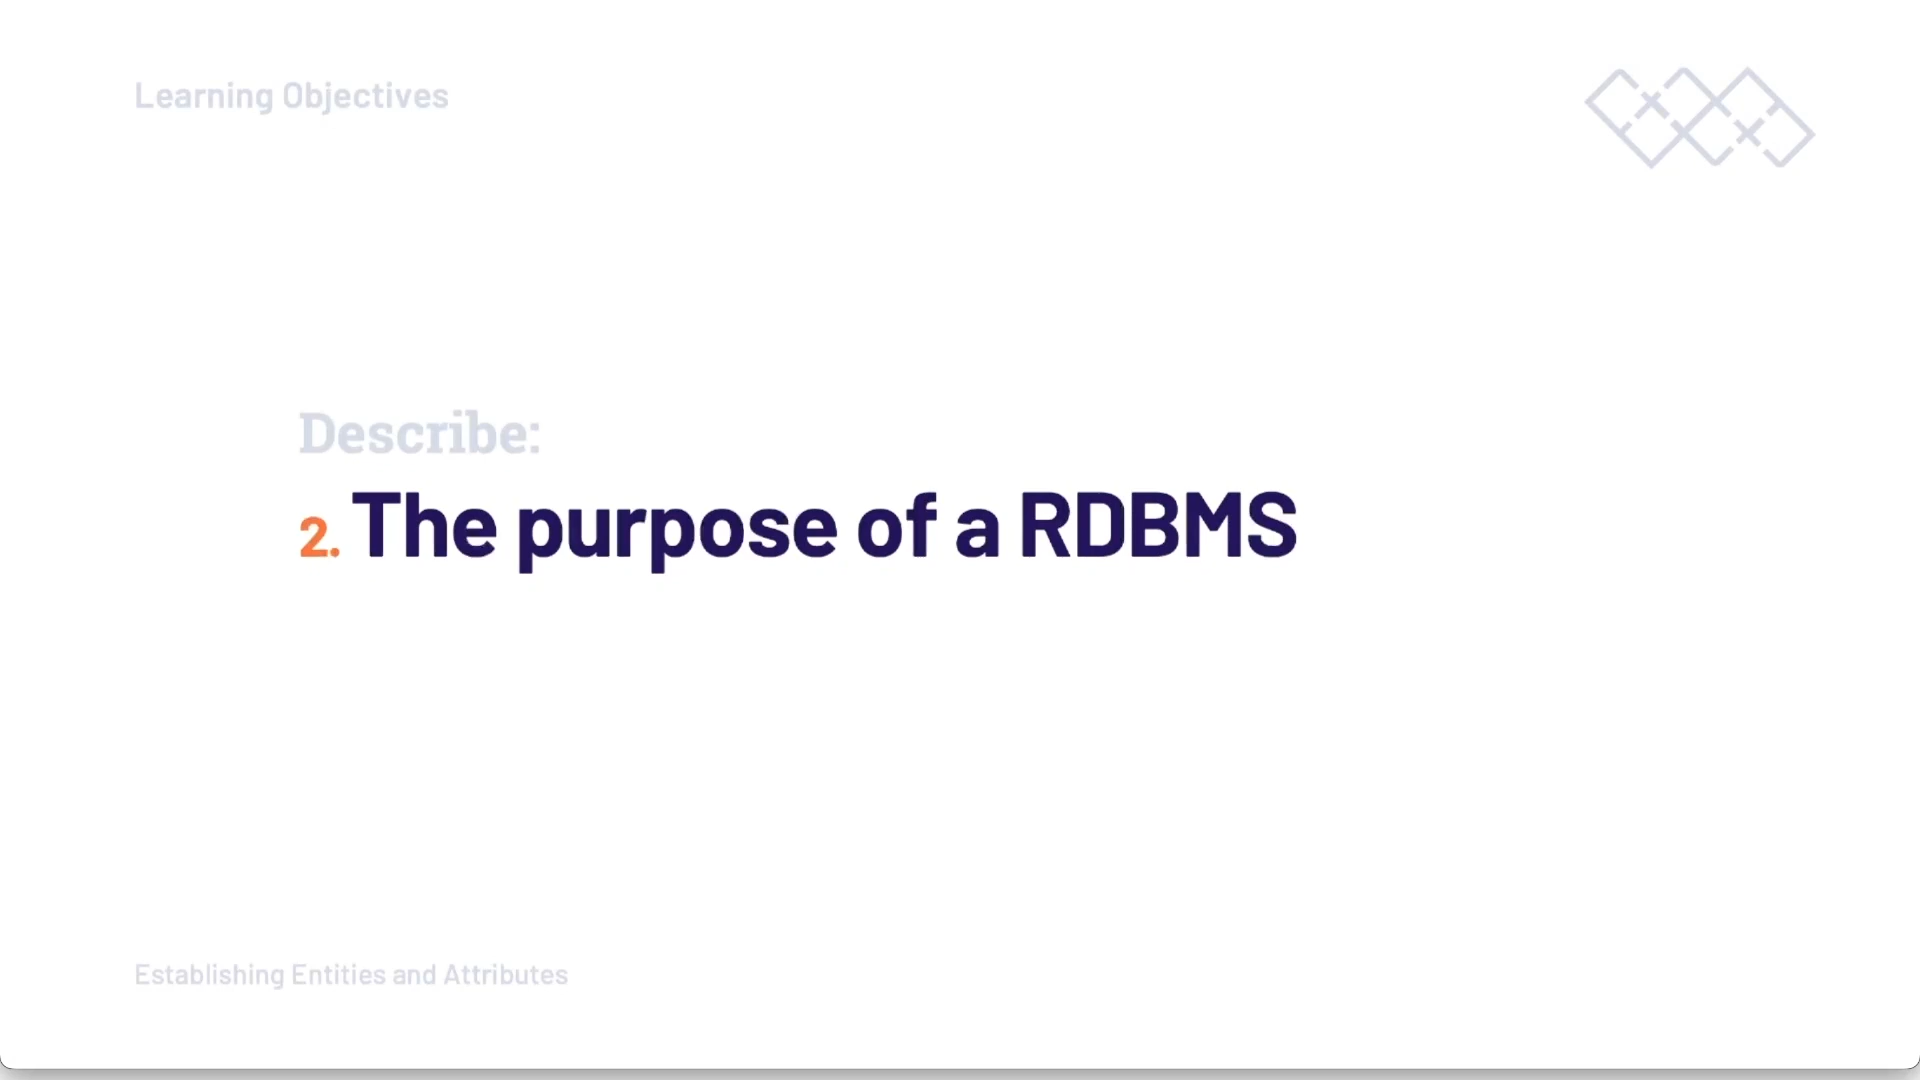 Learning Objectives
Describe:
2. The purpose of a RDBMS
Establishing Entities and Attributes